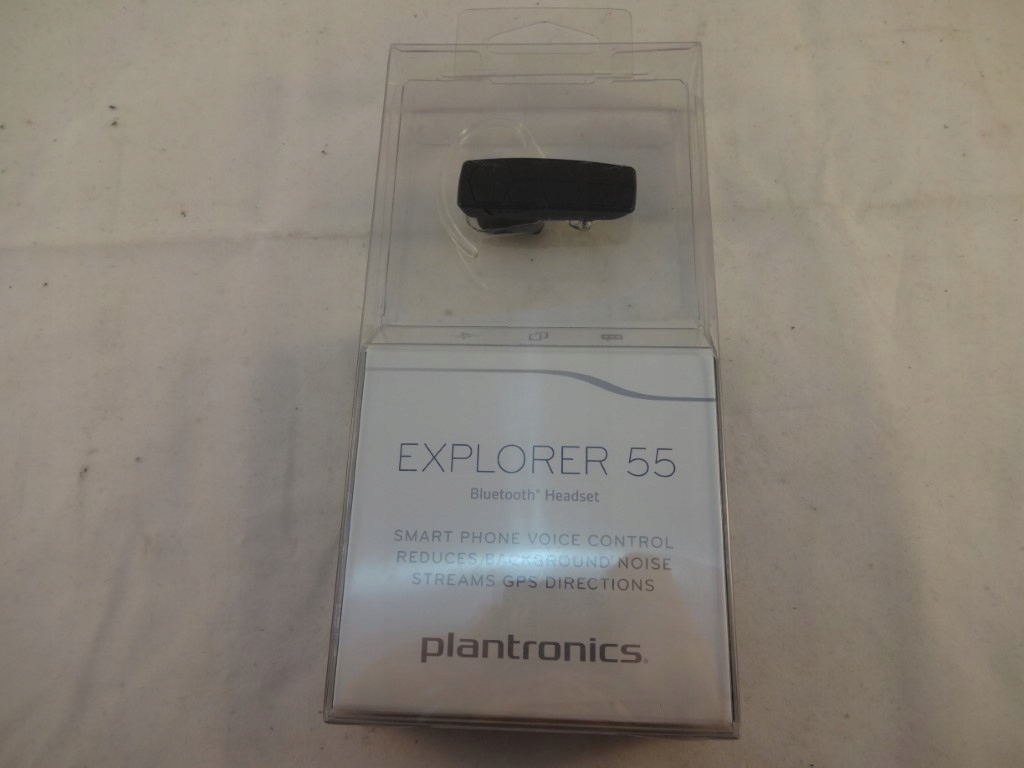 EXPLORER 55
Bluetooth® Headset
SMART PHONE VOICE CONTROL
REDUCES BACKGROUND NOISE
STREAMS GPS DIRECTIONS
plantronics®